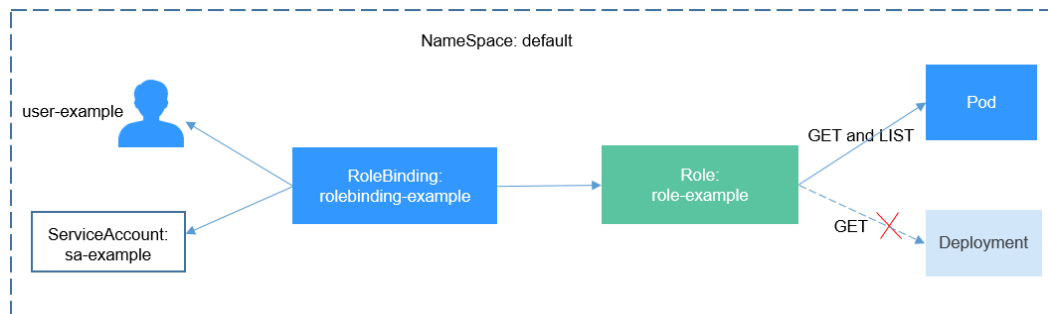 NameSpace: default
user-example
Pod
GET and LIST
RoleBinding:
rolebinding-example
Role:
role-example
ServiceAccount:
sa-example
GET
Deployment